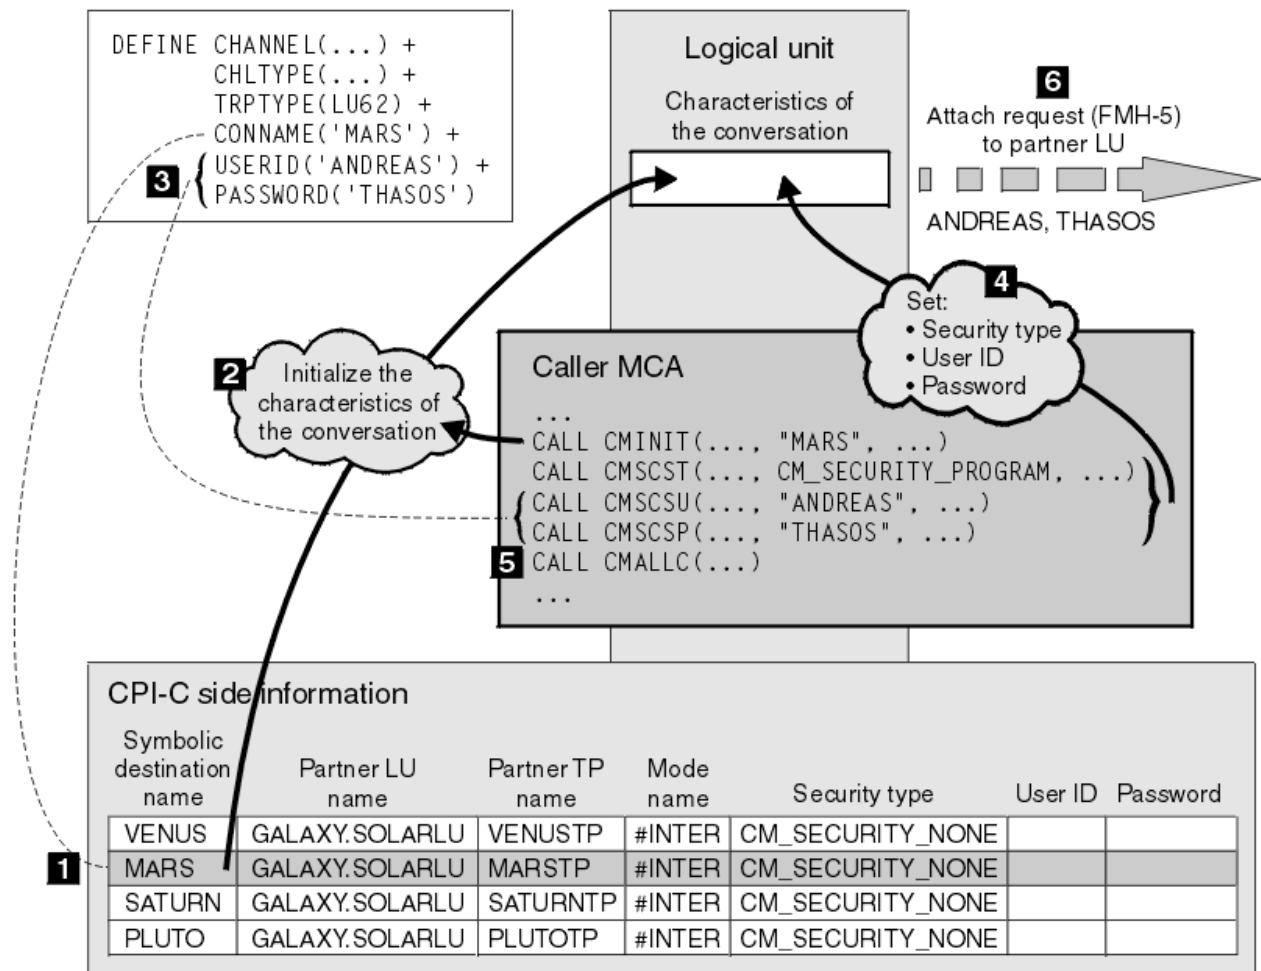 DEFINE CHANNEL(...) +
CHLTYPE(...) +
TRPTYPE(LU62) +
CONNAME('MARS') +
USERID('ANDREAS') +
PASSWORD('THASOS')
3
Logical unit
Characteristics of
the conversation
6
Attach request (FMH-5)
to partner LU
ANDREAS, THASOS
4
Set:
• Security type
• User ID
• Password
2
Initialize the
characteristics of
the conversation
Caller MCA
...
CALL CMINIT(..., "MARS", ...)
CALL CMSCST(..., CM_SECURITY_PROGRAM, ...)
CALL CMSCSU(..., "ANDREAS", ...)
CALL CMSCSP(..., "THASOS", ...)
5
CALL CMALLC(...)
...
CPI-C side information
Symbolic
destination
name
Partner LU
name
Partner TP
name
Mode
name
Security type
User ID
Password
VENUS GALAXY.SOLARLU VENUSTP #INTER CM_SECURITY_NONE
1
MARS GALAXY.SOLARLU MARSTP #INTER CM_SECURITY_NONE
SATURN GALAXY.SOLARLU SATURNTP #INTER CM_SECURITY_NONE
PLUTO GALAXY.SOLARLU PLUTOTP #INTER CM_SECURITY_NONE